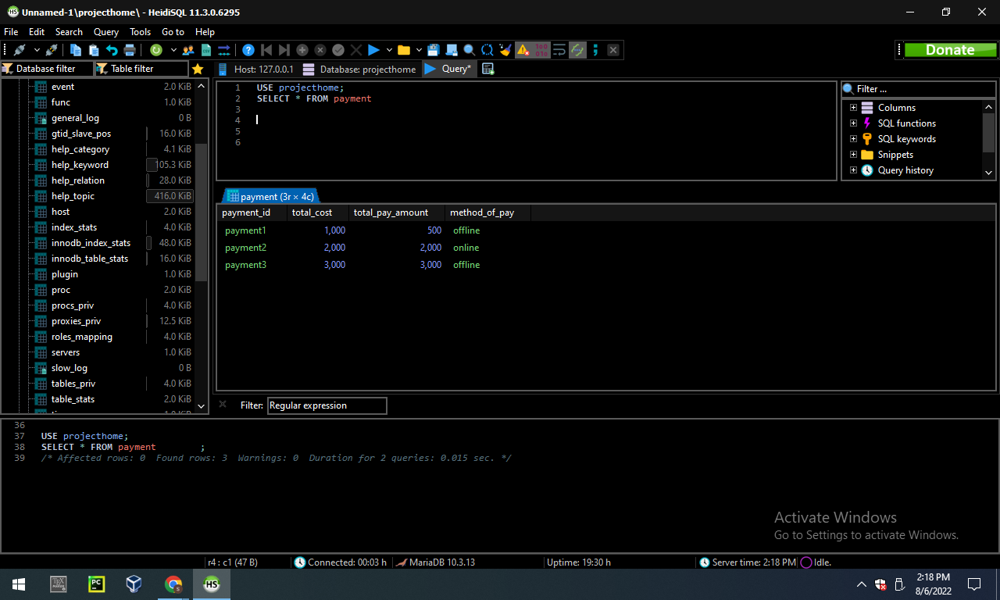 Unnamed-1\projecthome\ - HeidiSQL 11.3.0.6295
File Edit Search Query Tools Go to Help
Donate
Database filter Table filter
Host: 127.0.0.1 Database: projecthome Query*
event 2.0 KiB
func 1.0 KiB
general_log 0 B
gtid_slave_pos 16.0 KiB
help_category 4.1 KiB
help_keyword 105.3 KiB
help_relation 28.0 KiB
help_topic 416.0 KiB
host 2.0 KiB
index_stats 4.0 KiB
innodb_index_stats 48.0 KiB
innodb_table_stats 16.0 KiB
plugin 1.0 KiB
proc 2.0 KiB
procs_priv 4.0 KiB
proxies_priv 12.5 KiB
roles_mapping 4.0 KiB
servers 1.0 KiB
slow_log 0 B
tables_priv 4.0 KiB
table_stats 2.0 KiB
1 USE projecthome;
2 SELECT * FROM payment
3
4
5
6
Filter ...
Columns
SQL functions
SQL keywords
Snippets
Query history
payment (3r × 4c)
payment_id total_cost total_pay_amount method_of_pay
payment1 1,000 500 offline
payment2 2,000 2,000 online
payment3 3,000 3,000 offline
Filter: Regular expression
36
37 USE projecthome;
38 SELECT * FROM payment ;
39 /* Affected rows: 0 Found rows: 3 Warnings: 0 Duration for 2 queries: 0.015 sec. */
Activate Windows
Go to Settings to activate Windows.
r4 : c1 (47 B) Connected: 00:03 h MariaDB 10.3.13 Uptime: 19:30 h Server time: 2:18 PM Idle.
PC HS
2:18 PM
8/6/2022